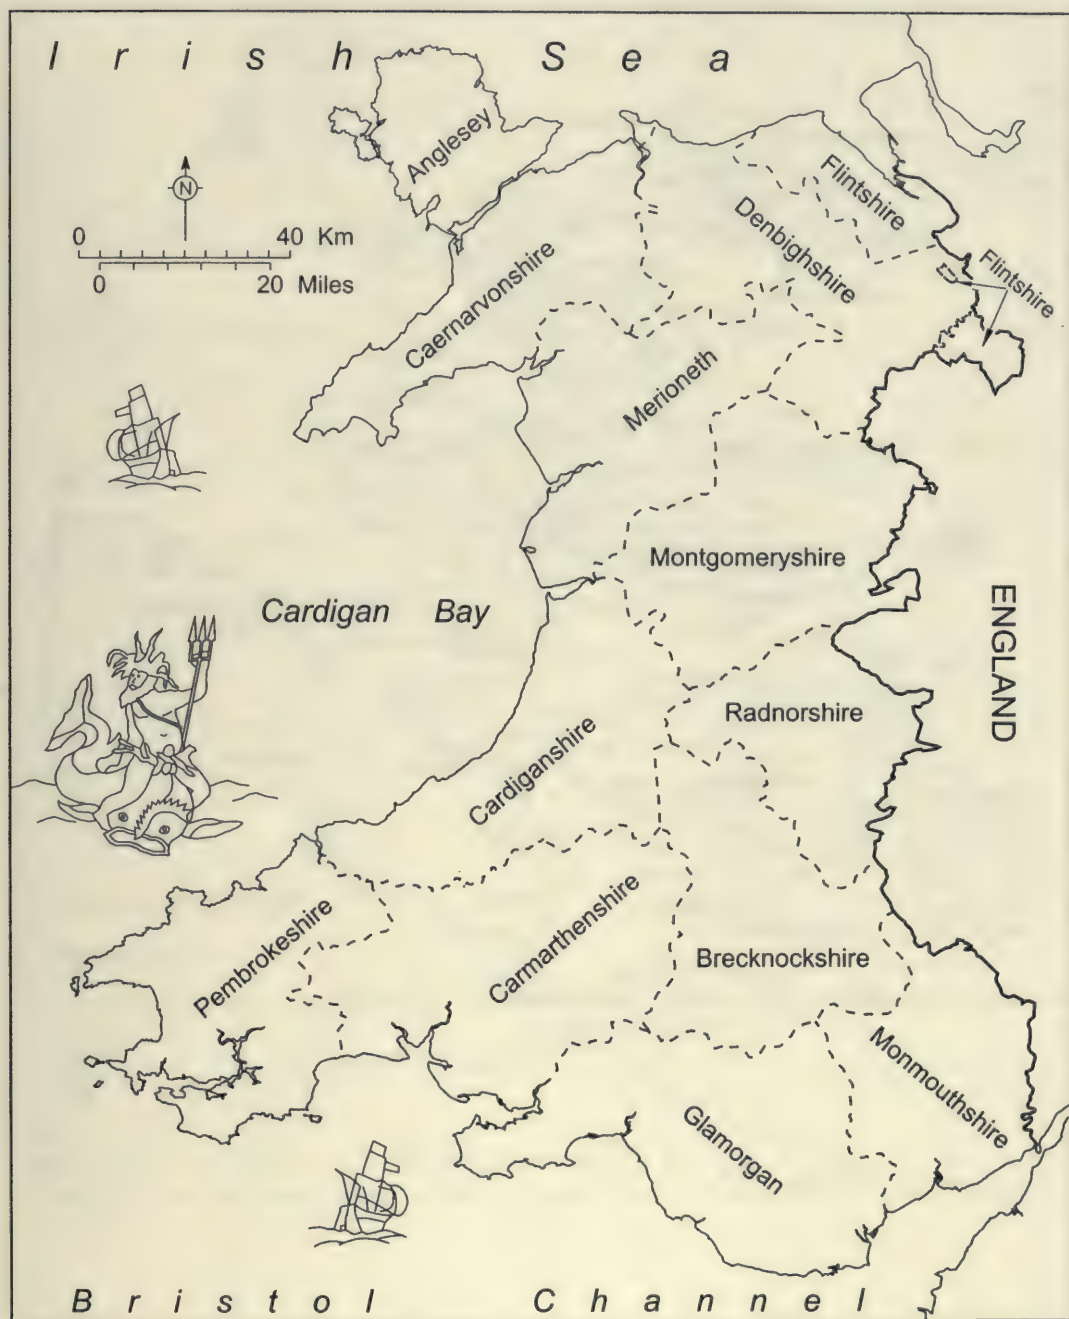 Irish Sea
Anglesey
N
0 40 Km
0 20 Miles
Flintshire
Denbighshire
Flintshire
Caernarvonshire
Merioneth
Montgomeryshire
Cardigan Bay
ENGLAND
Radnorshire
Cardiganshire
Pembrokeshire
Carmarthenshire
Brecknockshire
Monmouthshire
Glamorgan
Bristol Channel